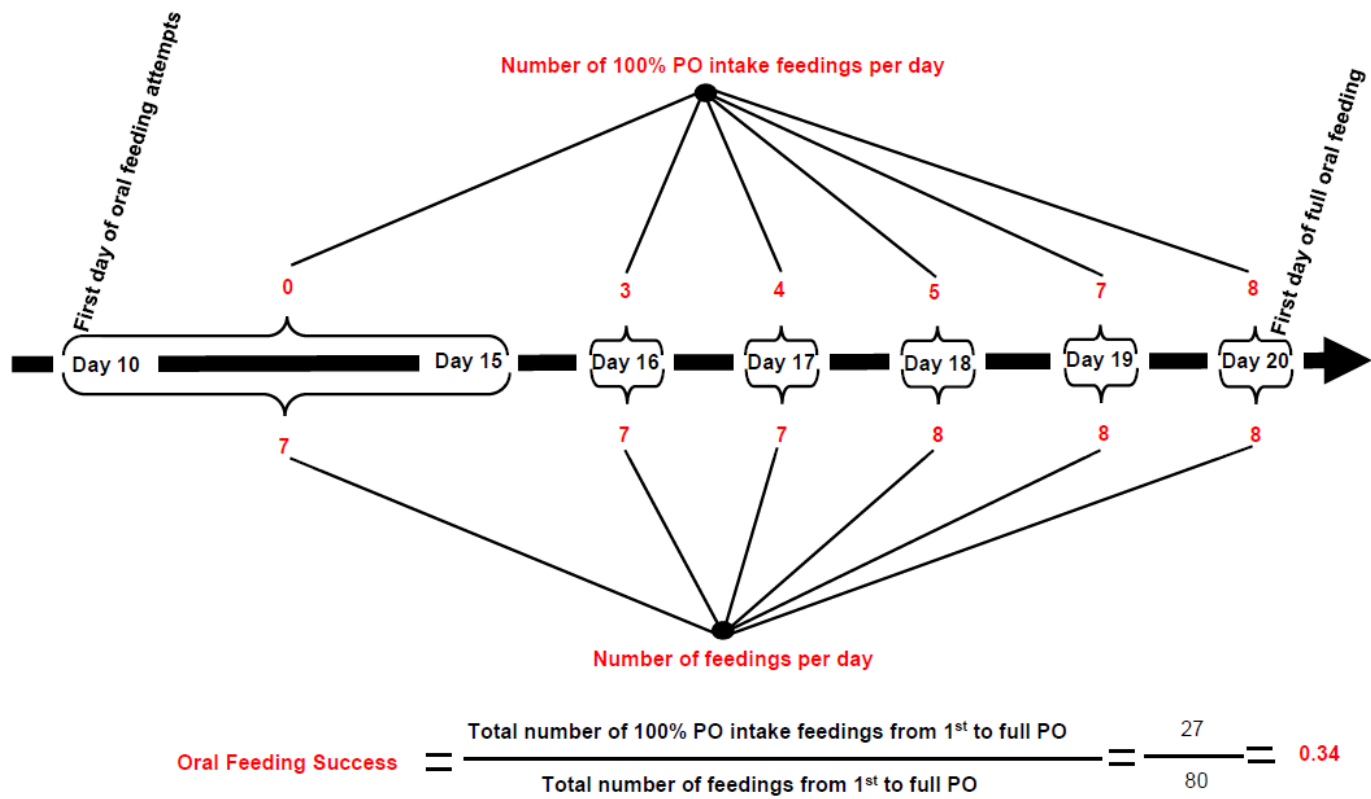 Number of 100% PO intake feedings per day
First day of oral feeding attempts
First day of full oral feeding
0
3
4
5
7
8
Day 10
Day 15
Day 16
Day 17
Day 18
Day 19
Day 20
7
7
7
8
8
8
Number of feedings per day
Oral Feeding Success = Total number of 100% PO intake feedings from 1st to full PO = 27 = 0.34
Total number of feedings from 1st to full PO 80